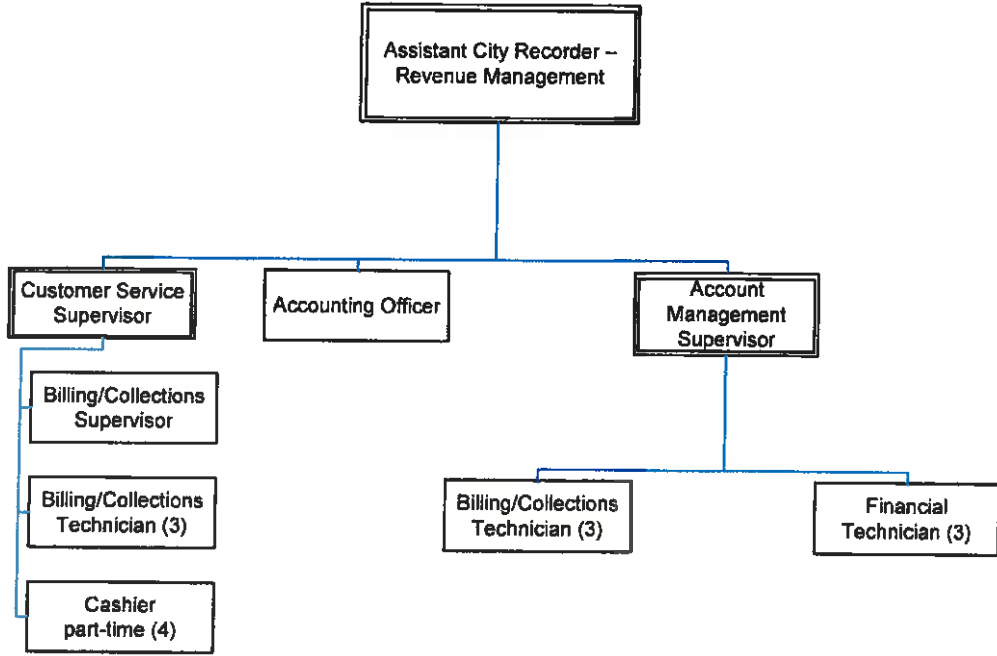 Assistant City Recorder –
Revenue Management
Customer Service
Supervisor
Accounting Officer
Account
Management
Supervisor
Billing/Collections
Supervisor
Billing/Collections
Technician (3)
Cashier
part-time (4)
Billing/Collections
Technician (3)
Financial
Technician (3)